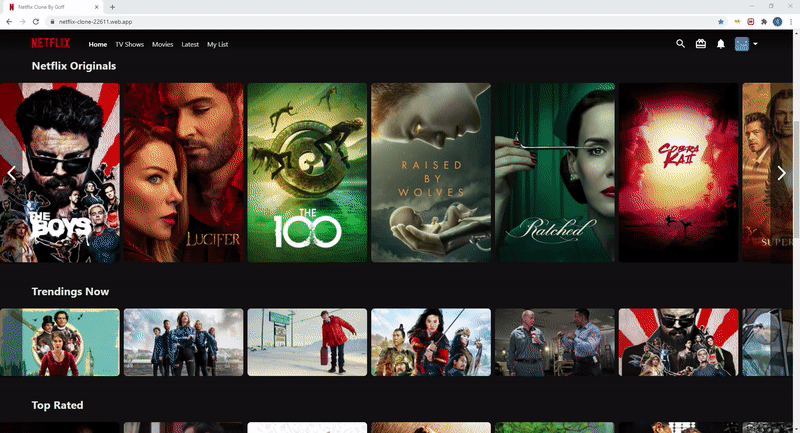 Netflix Clone By Goff
netflix-clone-22611.web.app
NETFLIX
Home TV Shows Movies Latest My List
Netflix Originals
THE BOYS
LUCIFER
THE 100
RAISED BY WOLVES
Ratched
COBRA KAI
SUPER
Trendings Now
Top Rated